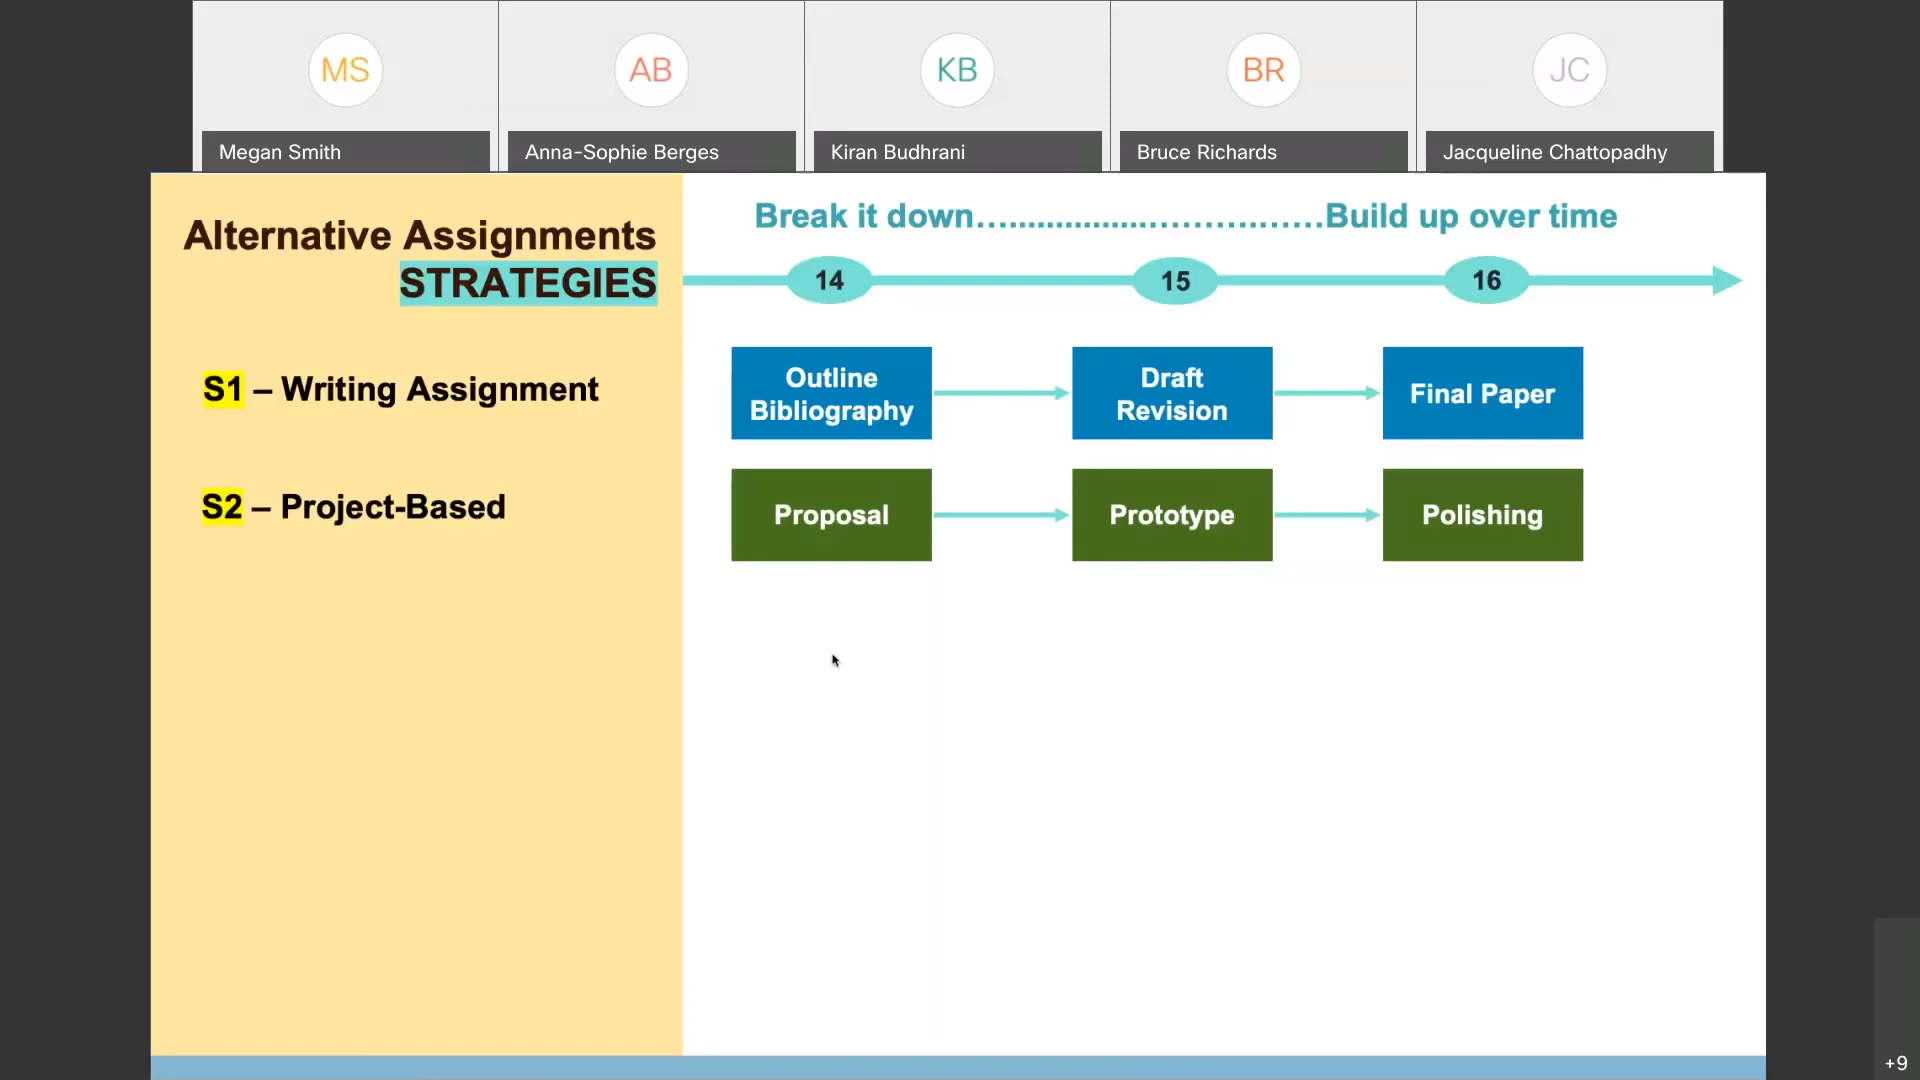 MS
AB
KB
BR
JC
Megan Smith
Anna-Sophie Berges
Kiran Budhrani
Bruce Richards
Jacqueline Chattopadhy
Alternative Assignments
STRATEGIES
Break it down…................………..……Build up over time
14
15
16
S1 – Writing Assignment
Outline
Bibliography
Draft
Revision
Final Paper
S2 – Project-Based
Proposal
Prototype
Polishing
+9